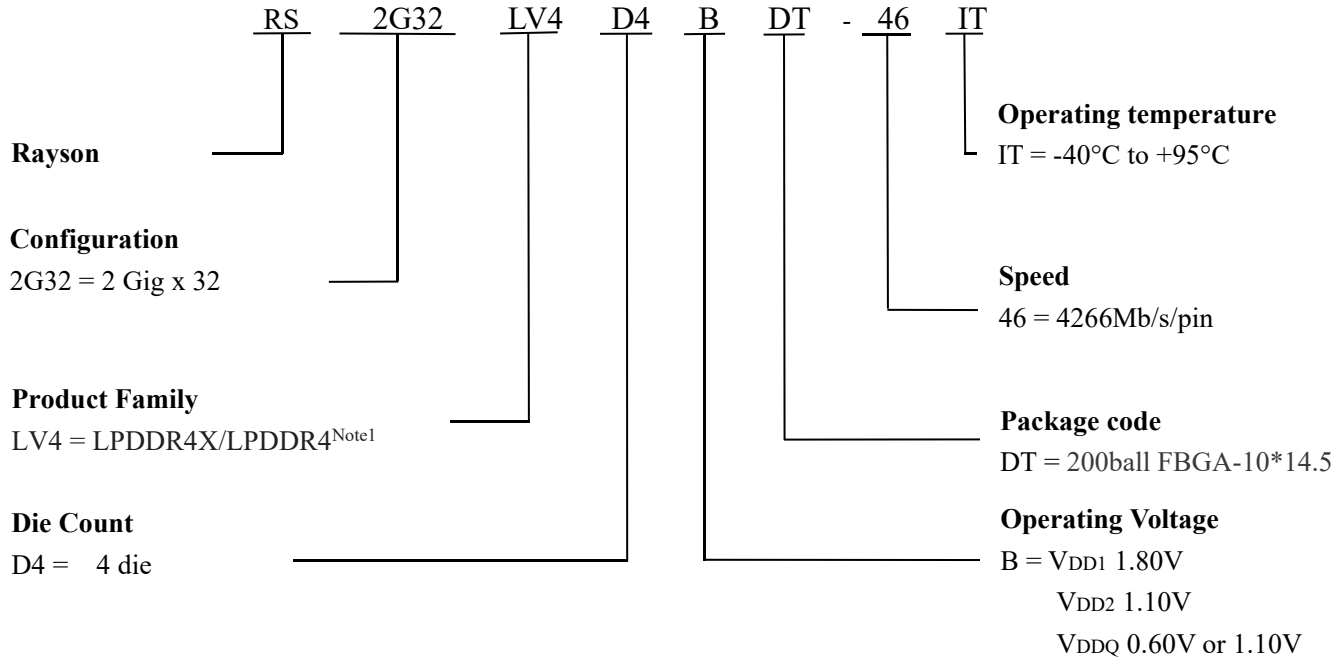 RS 2G32 LV4 D4 B DT - 46 IT
Rayson
Configuration
2G32 = 2 Gig x 32
Product Family
LV4 = LPDDR4X/LPDDR4Note1
Die Count
D4 = 4 die
Operating temperature
IT = -40°C to +95°C
Speed
46 = 4266Mb/s/pin
Package code
DT = 200ball FBGA-10*14.5
Operating Voltage
B = VDD1 1.80V
VDD2 1.10V
VDDQ 0.60V or 1.10V